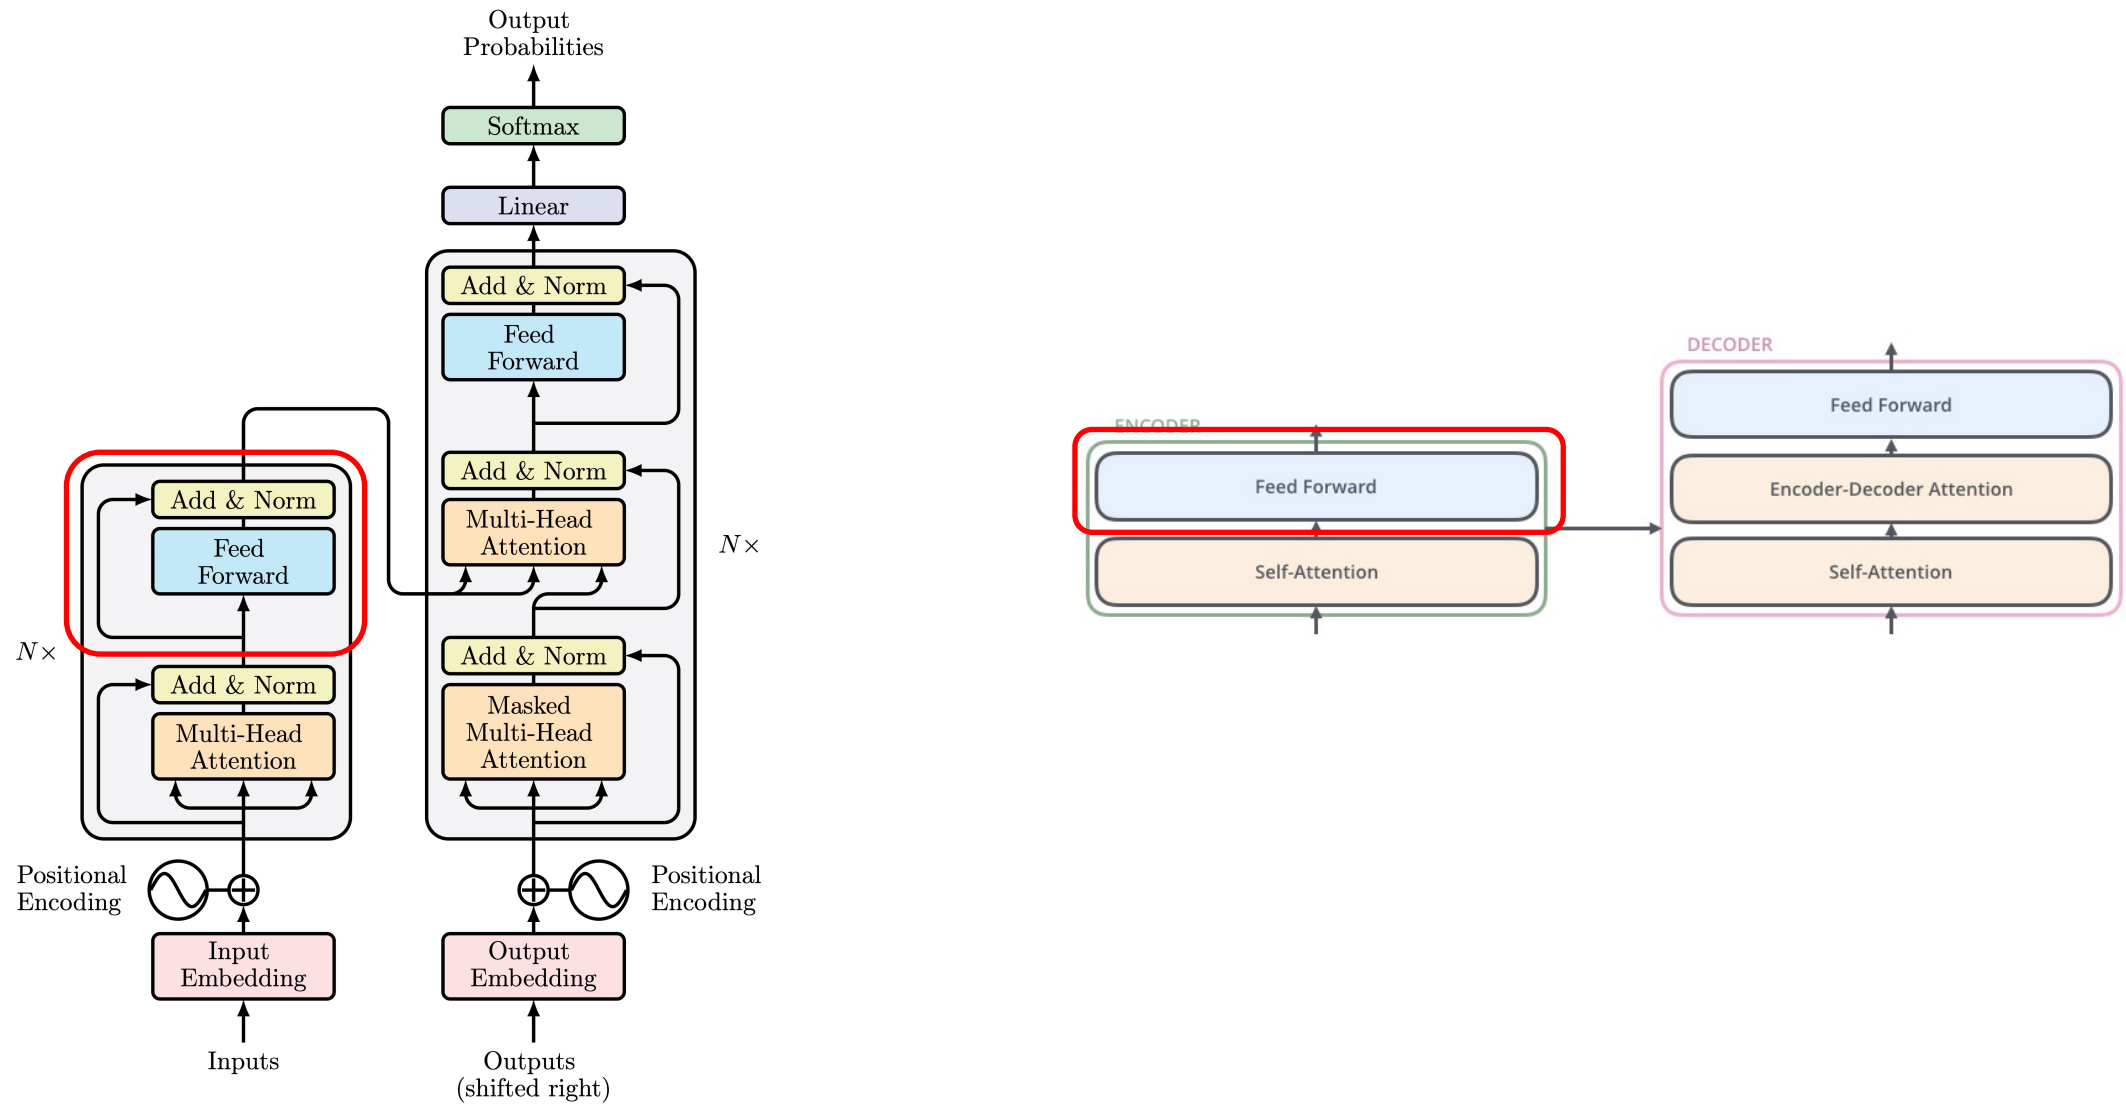 Output
Probabilities
Softmax
Linear
Add & Norm
Feed
Forward
Add & Norm
Multi-Head
Attention
Add & Norm
Masked
Multi-Head
Attention
N×
Add & Norm
Feed
Forward
Add & Norm
Multi-Head
Attention
N×
Positional
Encoding
Positional
Encoding
Input
Embedding
Output
Embedding
Inputs
Outputs
(shifted right)
ENCODER
Feed Forward
Self-Attention
DECODER
Feed Forward
Encoder-Decoder Attention
Self-Attention